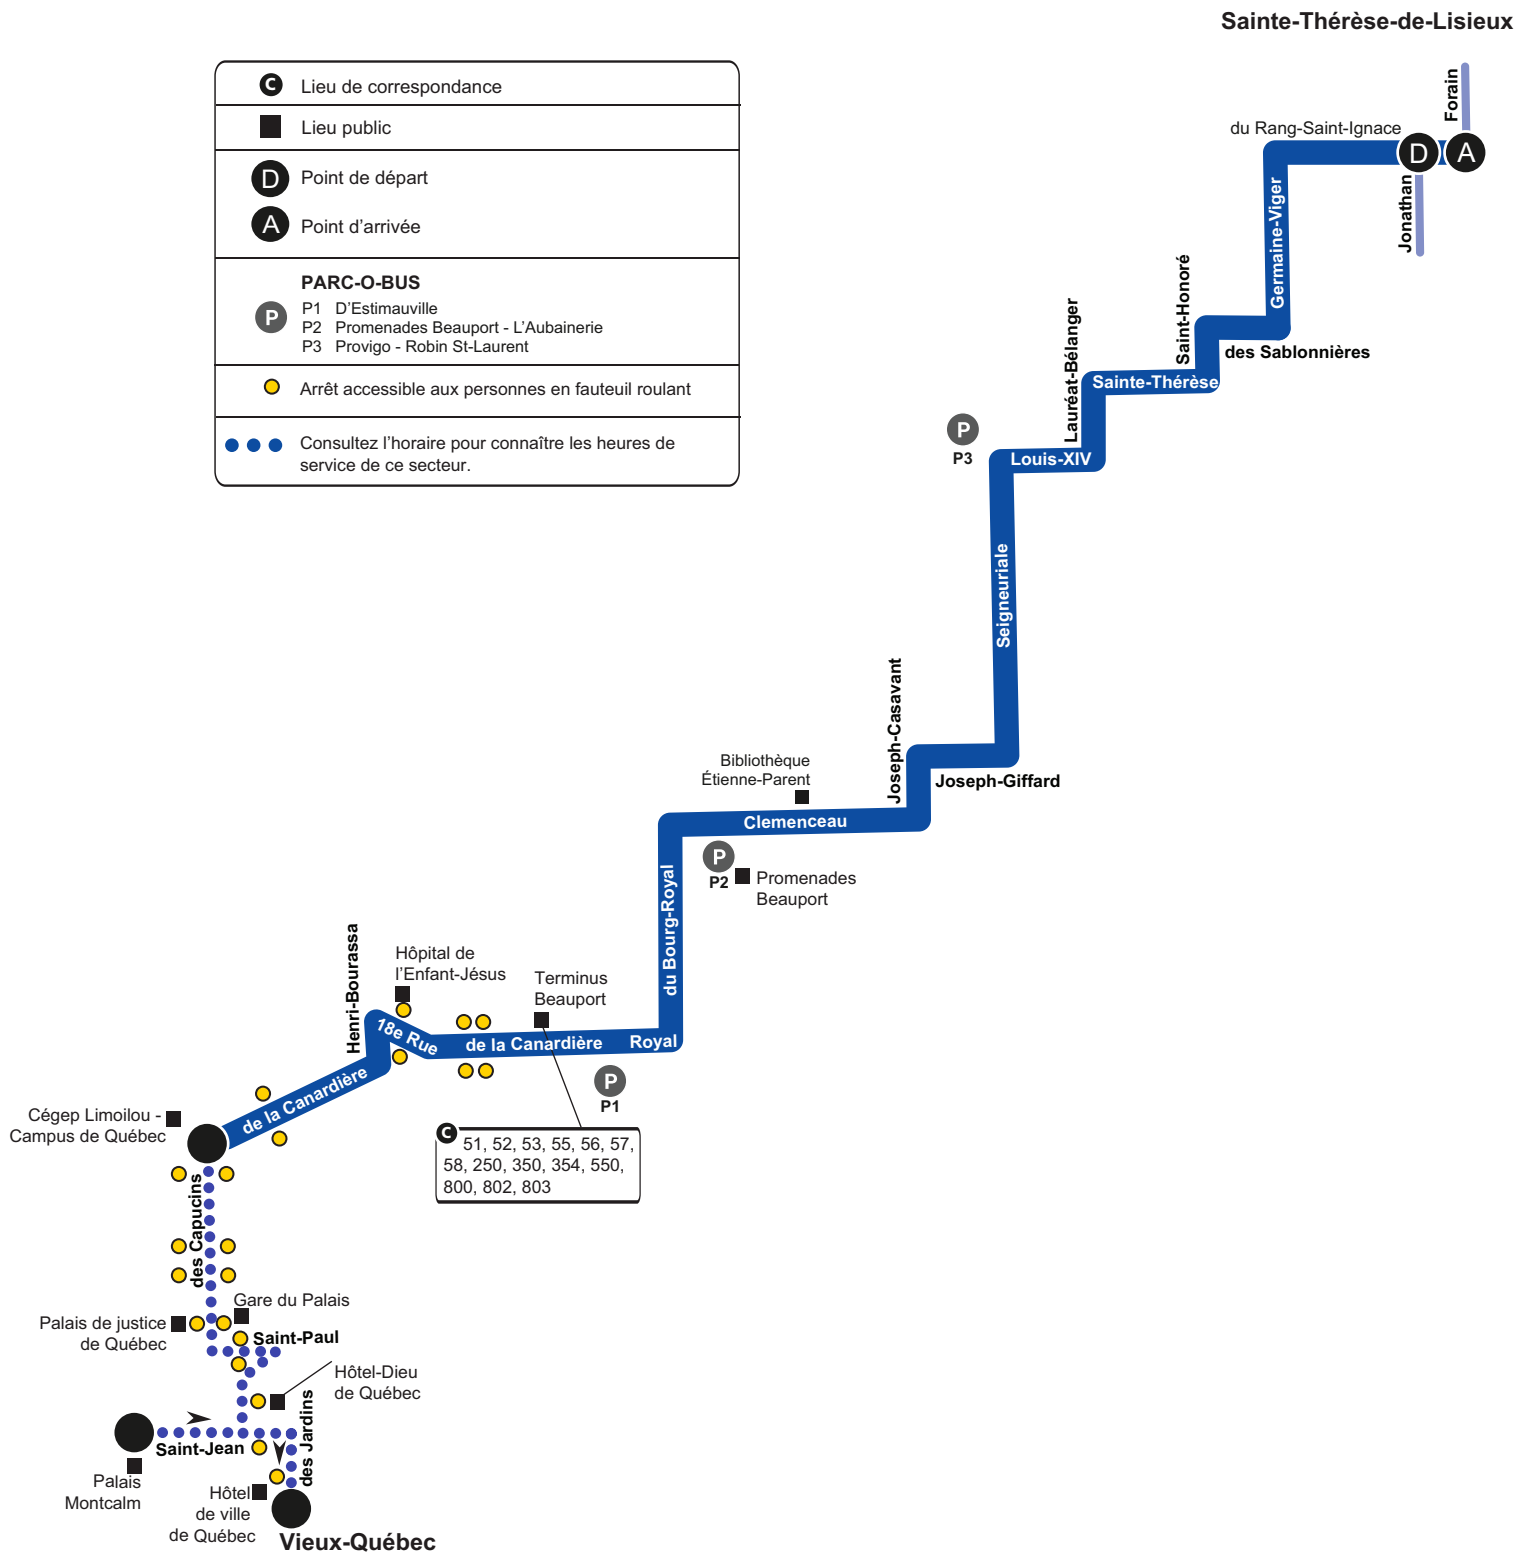 Sainte-Thérèse-de-Lisieux
C Lieu de correspondance
Lieu public
D Point de départ
A Point d’arrivée
PARC-O-BUS
P
P1 D’Estimauville
P2 Promenades Beauport - L’Aubainerie
P3 Provigo - Robin St-Laurent
Arrêt accessible aux personnes en fauteuil roulant
Consultez l’horaire pour connaître les heures de
service de ce secteur.
Forain
du Rang-Saint-Ignace
D
A
Jonathan
Germaine-Viger
Saint-Honoré
des Sablonnières
Lauréat-Bélanger
Sainte-Thérèse
P
P3
Louis-XIV
Seigneuriale
Joseph-Casavant
Joseph-Giffard
Bibliothèque
Étienne-Parent
Clemenceau
P
P2
Promenades
Beauport
du Bourg-Royal
Henri-Bourassa
Hôpital de
l’Enfant-Jésus
Terminus
Beauport
18e Rue
de la Canardière
Royal
P
P1
de la Canardière
Cégep Limoilou -
Campus de Québec
C 51, 52, 53, 55, 56, 57,
58, 250, 350, 354, 550,
800, 802, 803
des Capucins
Gare du Palais
Palais de justice
de Québec
Saint-Paul
Hôtel-Dieu
de Québec
des Jardins
Saint-Jean
Palais
Montcalm
Hôtel
de ville
de Québec
Vieux-Québec